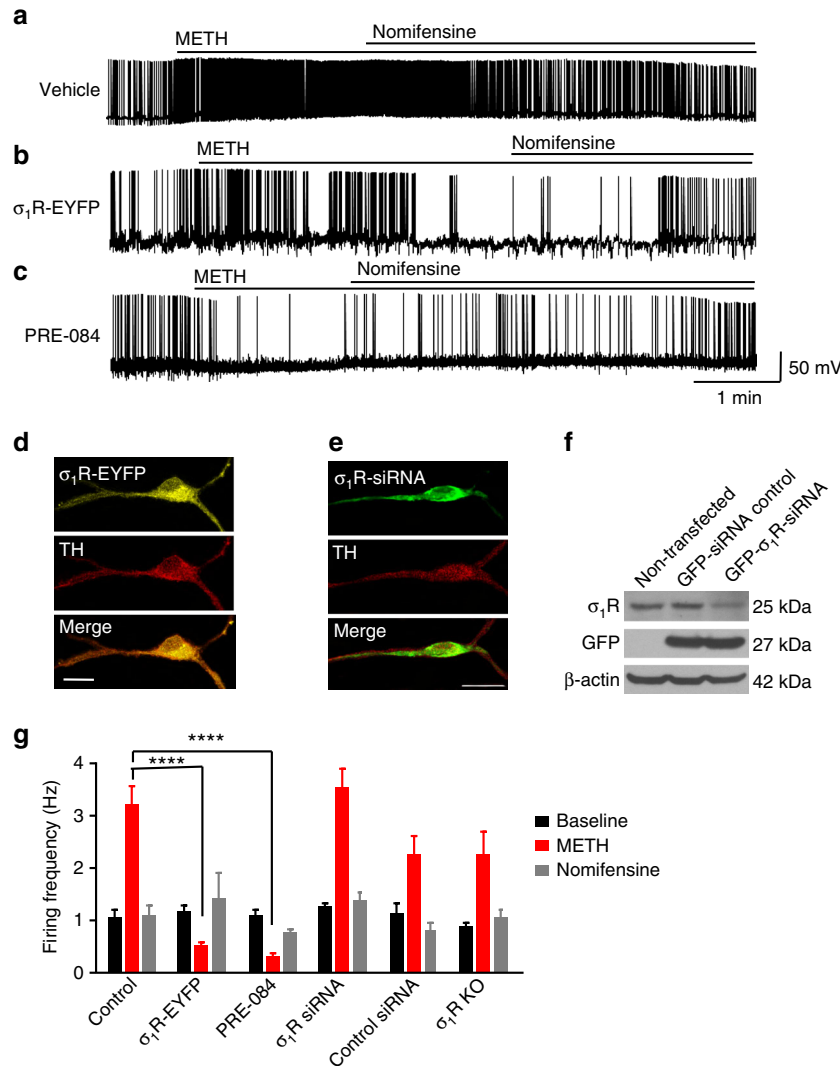 a
METH
Nomifensine
Vehicle
b
METH
Nomifensine
σ₁R-EYFP
c
METH
Nomifensine
PRE-084
50 mV
1 min
d
σ₁R-EYFP
TH
Merge
e
σ₁R-siRNA
TH
Merge
f
Non-transfected
GFP-siRNA control
GFP-σ₁R-siRNA
σ₁R 25 kDa
GFP 27 kDa
β-actin 42 kDa
g
****
****
Firing frequency (Hz)
4
3
2
1
0
Control
σ₁R-EYFP
PRE-084
σ₁R siRNA
Control siRNA
σ₁R KO
Baseline
METH
Nomifensine